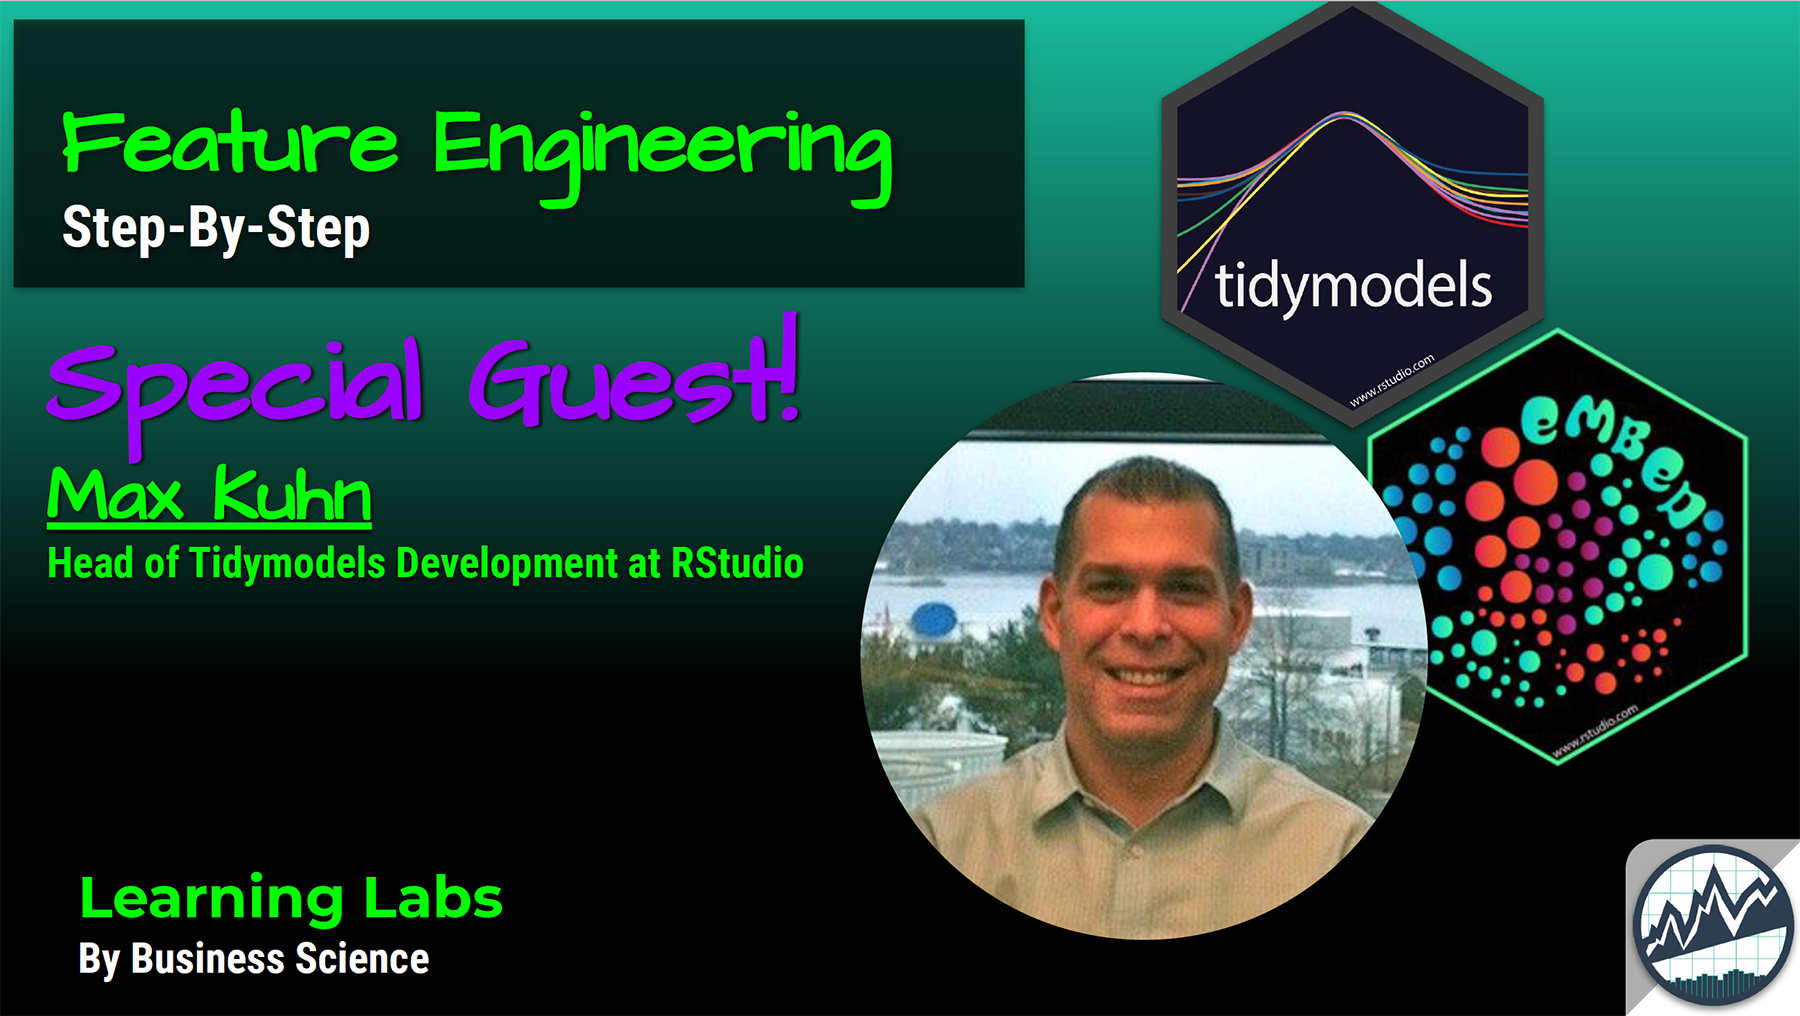 Feature Engineering
Step-By-Step
tidymodels
www.rstudio.com
Special Guest!
Max Kuhn
Head of Tidymodels Development at RStudio
EMBED
www.rstudio.com
Learning Labs
By Business Science